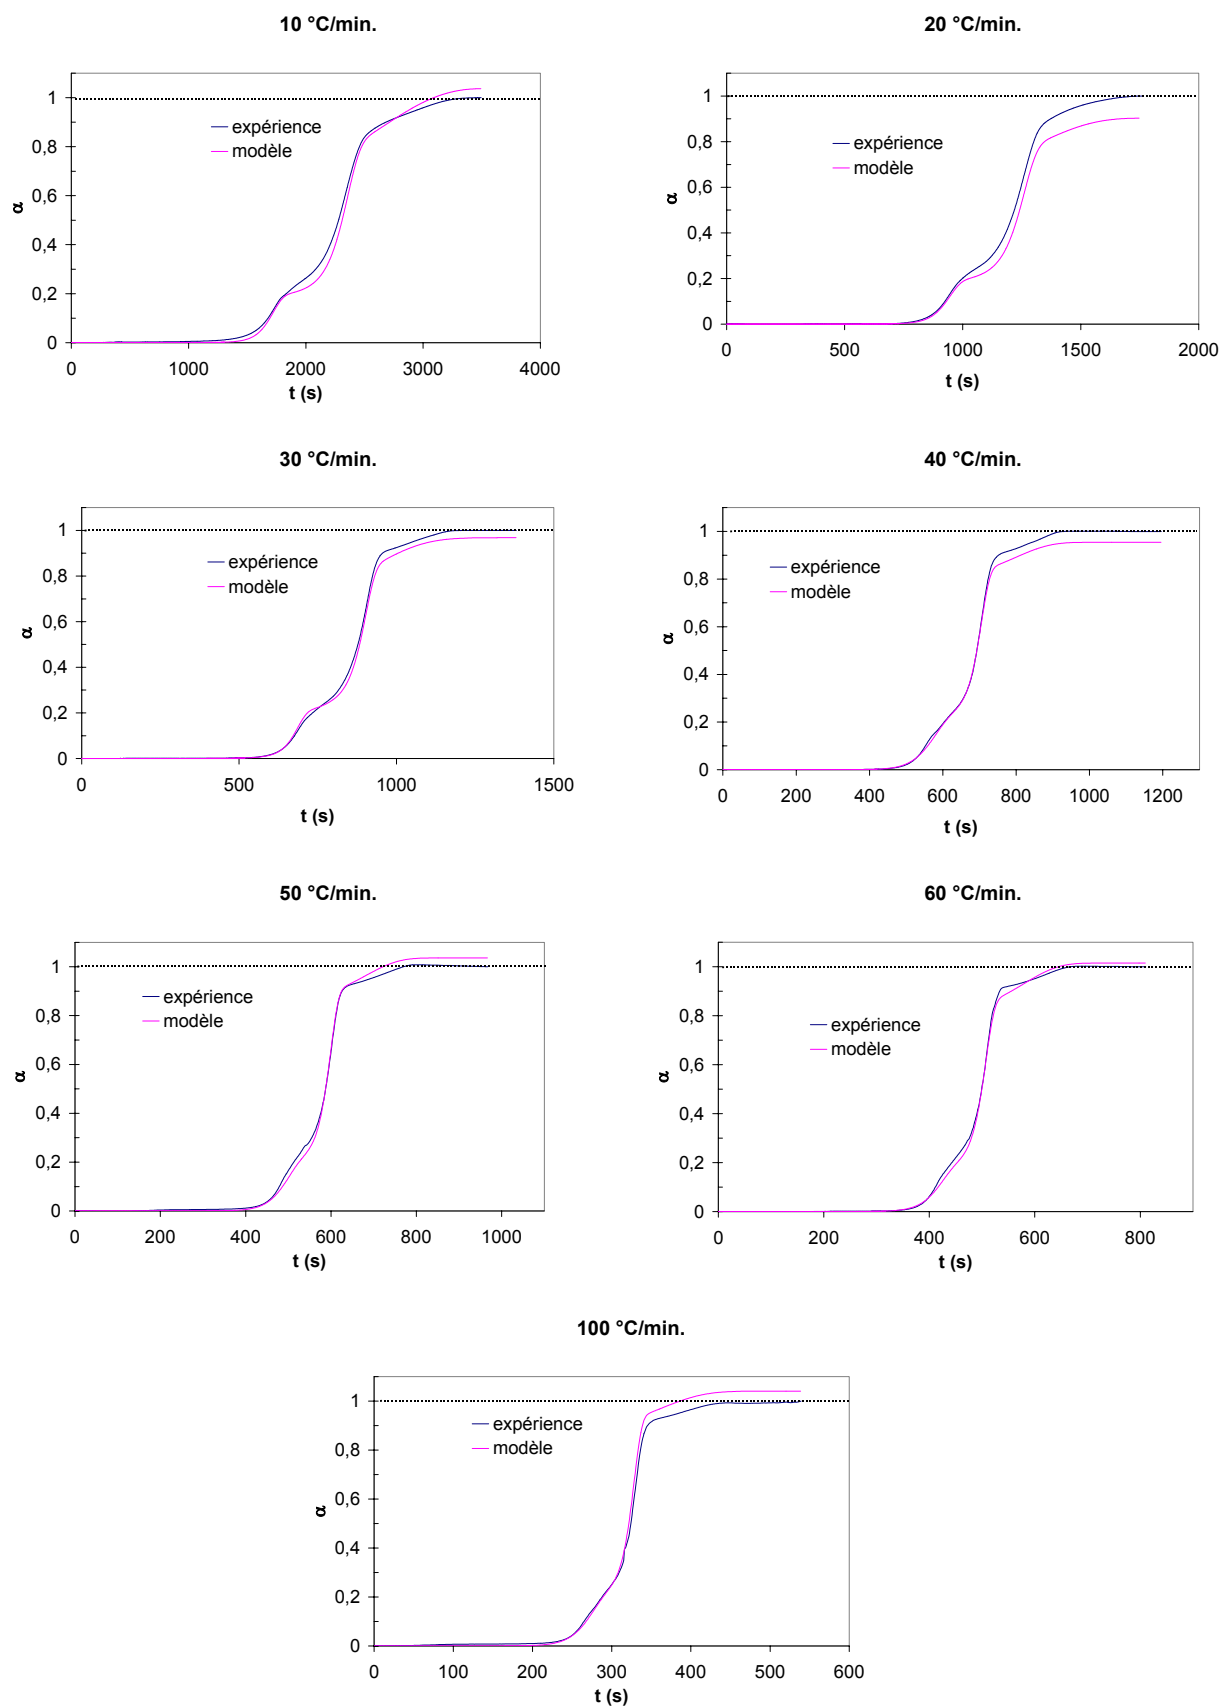 10 °C/min.
1
0,8
0,6
0,4
0,2
0
α
expérience
modèle
0 1000 2000 3000 4000
t (s)
20 °C/min.
1
0,8
0,6
0,4
0,2
0
α
expérience
modèle
0 500 1000 1500 2000
t (s)
30 °C/min.
1
0,8
0,6
0,4
0,2
0
α
expérience
modèle
0 500 1000 1500
t (s)
40 °C/min.
1
0,8
0,6
0,4
0,2
0
α
expérience
modèle
0 200 400 600 800 1000 1200
t (s)
50 °C/min.
1
0,8
0,6
0,4
0,2
0
α
expérience
modèle
0 200 400 600 800 1000
t (s)
60 °C/min.
1
0,8
0,6
0,4
0,2
0
α
expérience
modèle
0 200 400 600 800
t (s)
100 °C/min.
1
0,8
0,6
0,4
0,2
0
α
expérience
modèle
0 100 200 300 400 500 600
t (s)